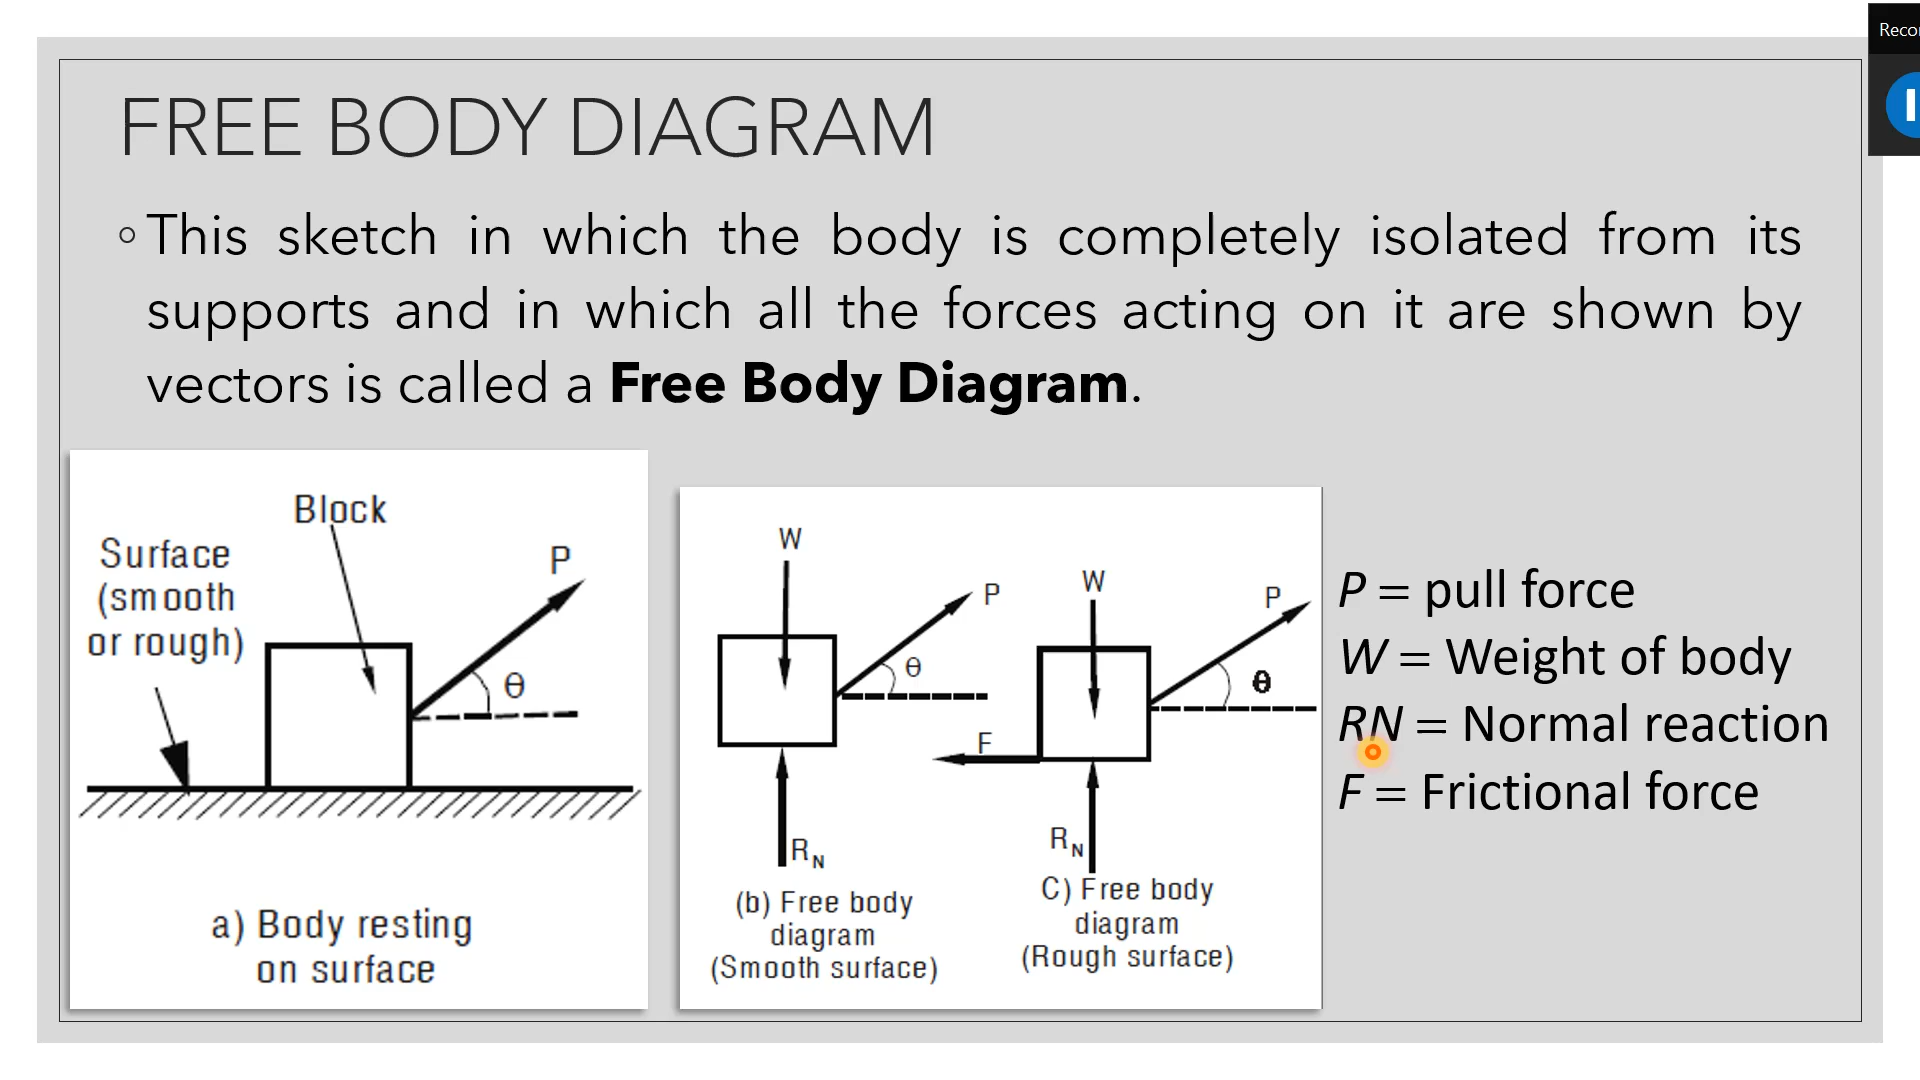 Recor
FREE BODY DIAGRAM
◦ This sketch in which the body is completely isolated from its
supports and in which all the forces acting on it are shown by
vectors is called a Free Body Diagram.
Block
Surface
(smooth
or rough)
P
θ
a) Body resting
on surface
W
P
θ
R_N
(b) Free body
diagram
(Smooth surface)
W
P
θ
F
R_N
C) Free body
diagram
(Rough surface)
P = pull force
W = Weight of body
RN = Normal reaction
F = Frictional force